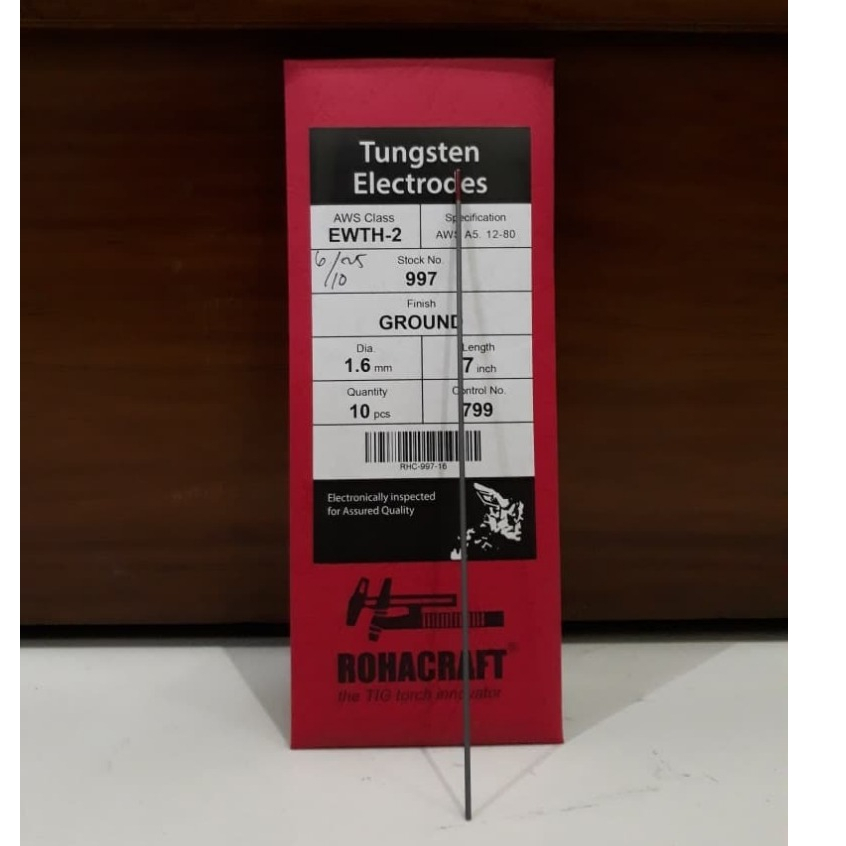 Tungsten
Electrodes
AWS Class
EWTH-2
Specification
AWS A5. 12-80
6/25
/10
Stock No.
997
Finish
GROUND
Dia.
1.6 mm
Length
7 inch
Quantity
10 pcs
Control No.
799
RHC-997-16
Electronically inspected
for Assured Quality
ROHACRAFT®
the TIG torch innovator